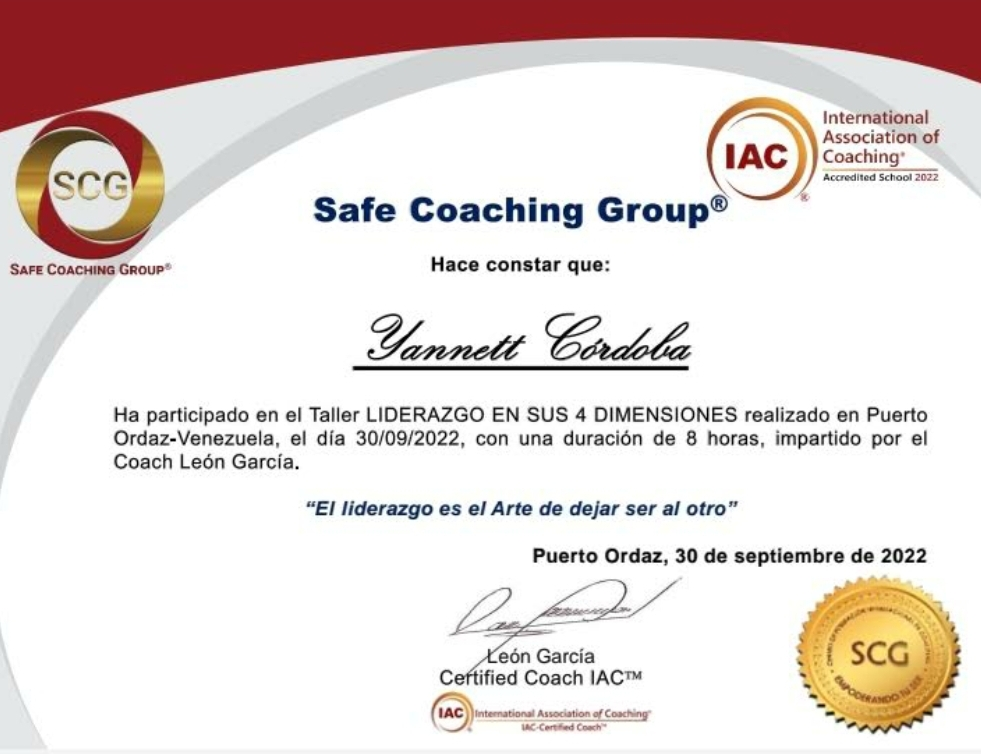 SCG
SAFE COACHING GROUP®
IAC
International
Association of
Coaching®
Accredited School 2022
®
Safe Coaching Group®
Hace constar que:
Yannett Córdoba
Ha participado en el Taller LIDERAZGO EN SUS 4 DIMENSIONES realizado en Puerto
Ordaz-Venezuela, el día 30/09/2022, con una duración de 8 horas, impartido por el
Coach León García.
“El liderazgo es el Arte de dejar ser al otro”
Puerto Ordaz, 30 de septiembre de 2022
León García
Certified Coach IAC™
IAC
International Association of Coaching®
IAC-Certified Coach™
SCG
EMPODERANDO TU SER